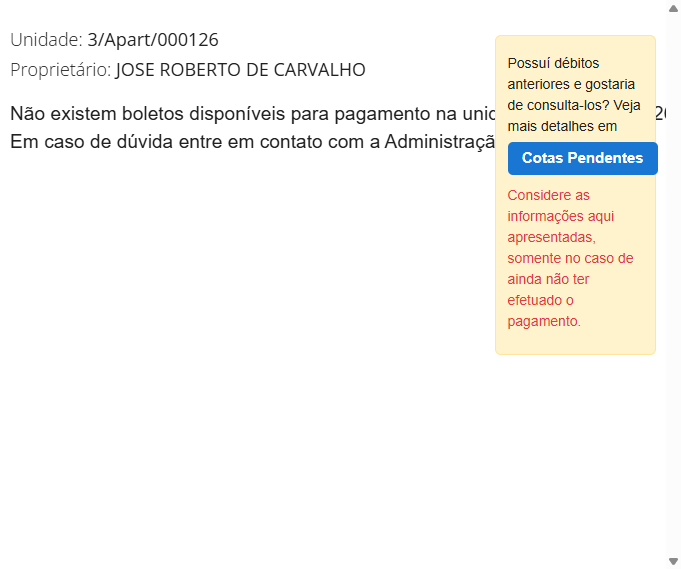 Unidade: 3/Apart/000126
Proprietário: JOSE ROBERTO DE CARVALHO
Não existem boletos disponíveis para pagamento na
Em caso de dúvida entre em contato com a
Possuí débitos
anteriores e gostaria
de consulta-los? Veja
mais detalhes em
Cotas Pendentes
Considere as
informações aqui
apresentadas,
somente no caso de
ainda não ter
efetuado o
pagamento.